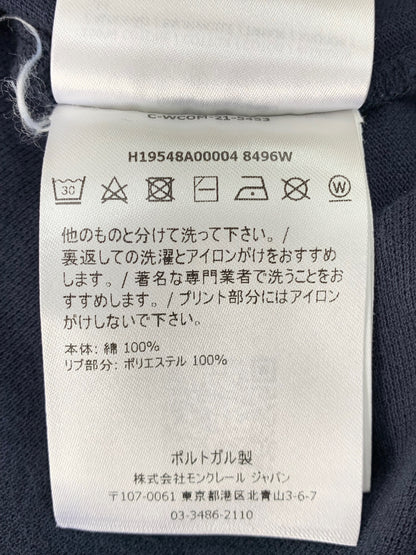 C-WCOPI-21-5453
H19548A00004 8496W
30 W
他のものと分けて洗って下さい。/
裏返しての洗濯とアイロンがけをおすすめ
します。/ 著名な専門業者で洗うことをお
すすめします。/ プリント部分にはアイロン
がけしないで下さい。
本体: 綿 100%
リブ部分: ポリエステル 100%
ポルトガル製
株式会社モンクレール ジャパン
〒107-0061 東京都港区北青山3-6-7
03-3486-2110